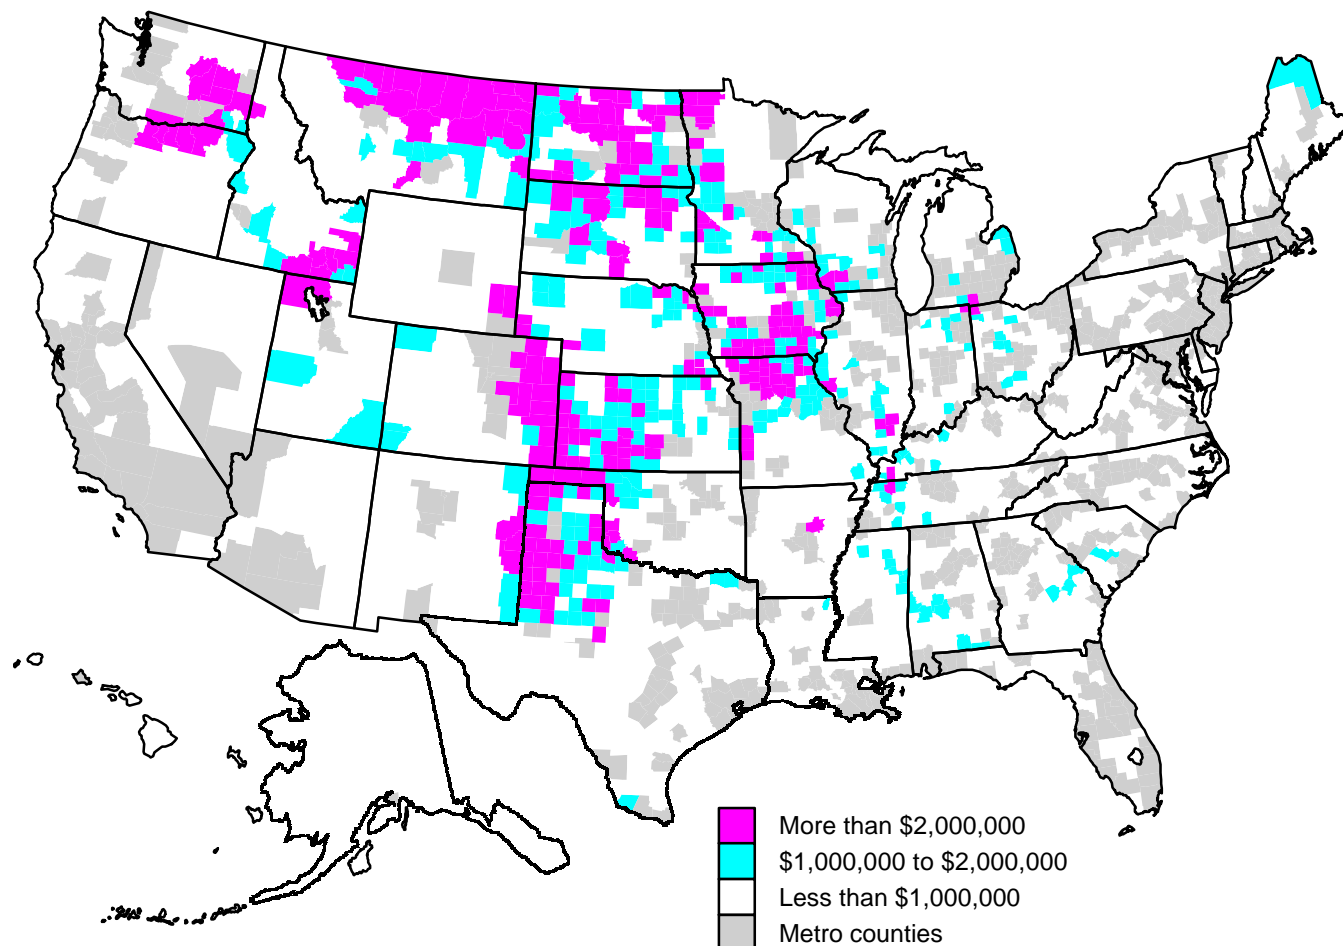 More than $2,000,000
$1,000,000 to $2,000,000
Less than $1,000,000
Metro counties